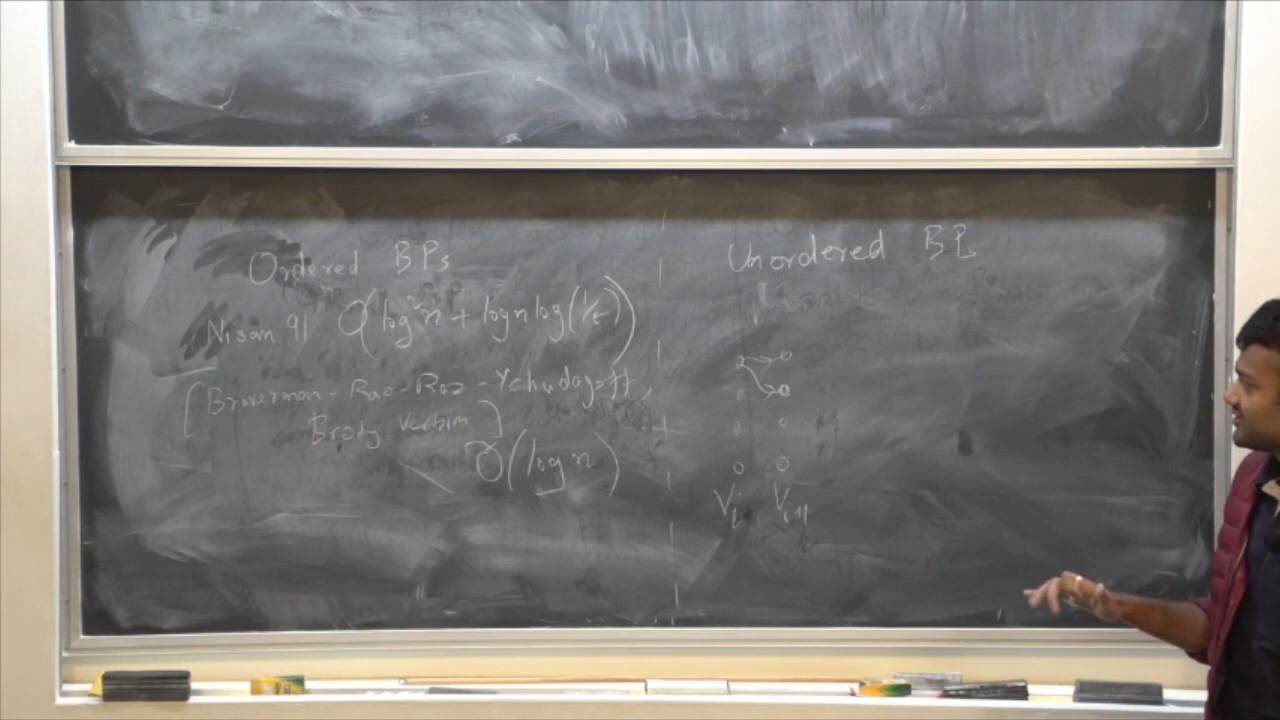 Ordered BPs
Nisan 91 O(log²n + log n log(1/ε))
[Braverman - Rao - Raz - Yehudayoff,
Brody Verbin]
Õ(log n)
Unordered BPs
V_i V_{i+1}